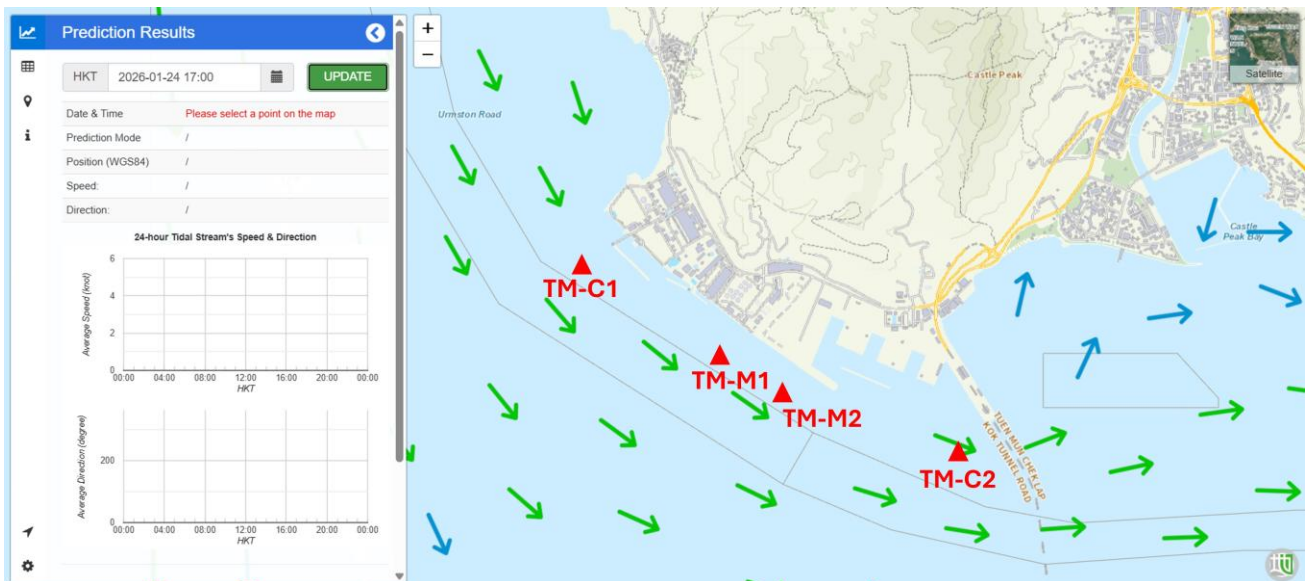 Prediction Results
HKT 2026-01-24 17:00 UPDATE
Date & Time Please select a point on the map
Prediction Mode /
Position (WGS84) /
Speed: /
Direction: /
24-hour Tidal Stream's Speed & Direction
Average Speed (knot)
6
4
2
0
00:00 04:00 08:00 12:00 16:00 20:00 00:00
HKT
Average Direction (degree)
200
0
00:00 04:00 08:00 12:00 16:00 20:00 00:00
HKT
+
−
Urmston Road
Castle Peak
Satellite
Castle
Peak Bay
TM-C1
TM-M1
TM-M2
TM-C2
TUEN MUN CHEK LAP
KOK TUNNEL ROAD